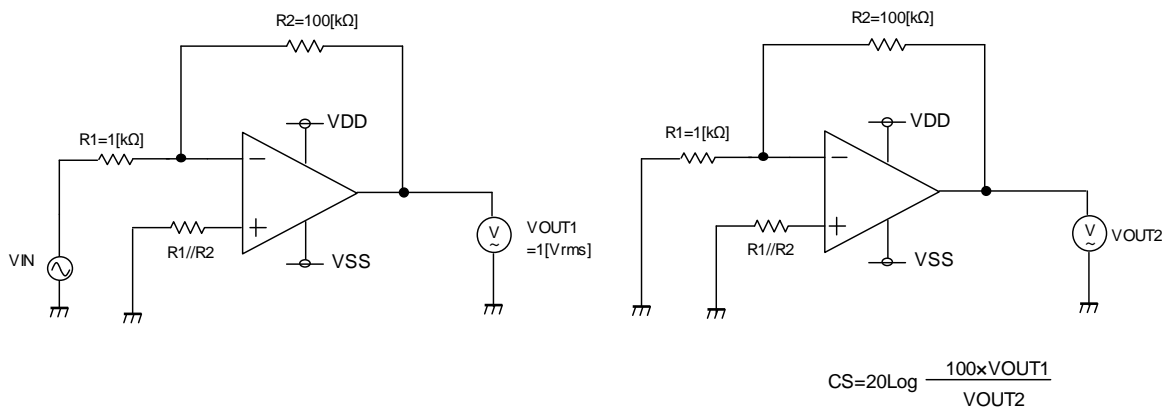 R2=100[kΩ]
VDD
R1=1[kΩ]
R1//R2
VOUT1
=1[Vrms]
V
VIN
VSS
R2=100[kΩ]
VDD
R1=1[kΩ]
R1//R2
V
VOUT2
VSS
CS=20Log 100×VOUT1
VOUT2